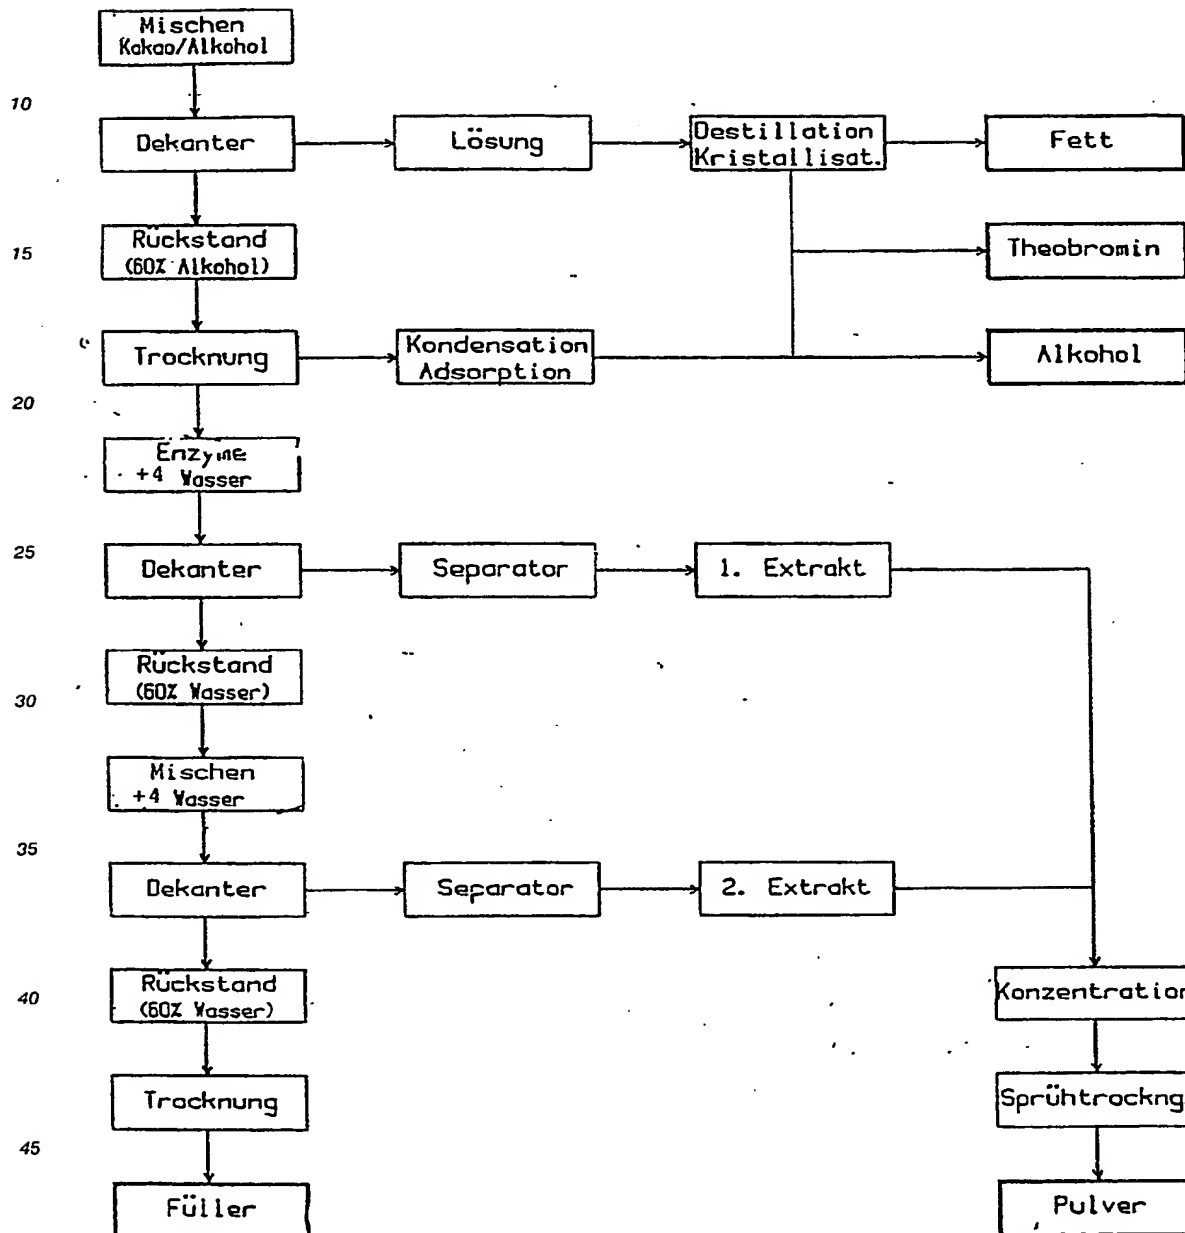 Mischen
Kakao/Alkohol
10
Dekanter
Lösung
Destillation
Kristallisat.
Fett
15
Rückstand
(60% Alkohol)
Theobromin
Trocknung
Kondensation
Adsorption
Alkohol
20
Enzyme
+4 Wasser
25
Dekanter
Separator
1. Extrakt
Rückstand
(60% Wasser)
30
Mischen
+4 Wasser
35
Dekanter
Separator
2. Extrakt
Rückstand
(60% Wasser)
40
Konzentration
Trocknung
Sprühtrockng
45
Füller
Pulver